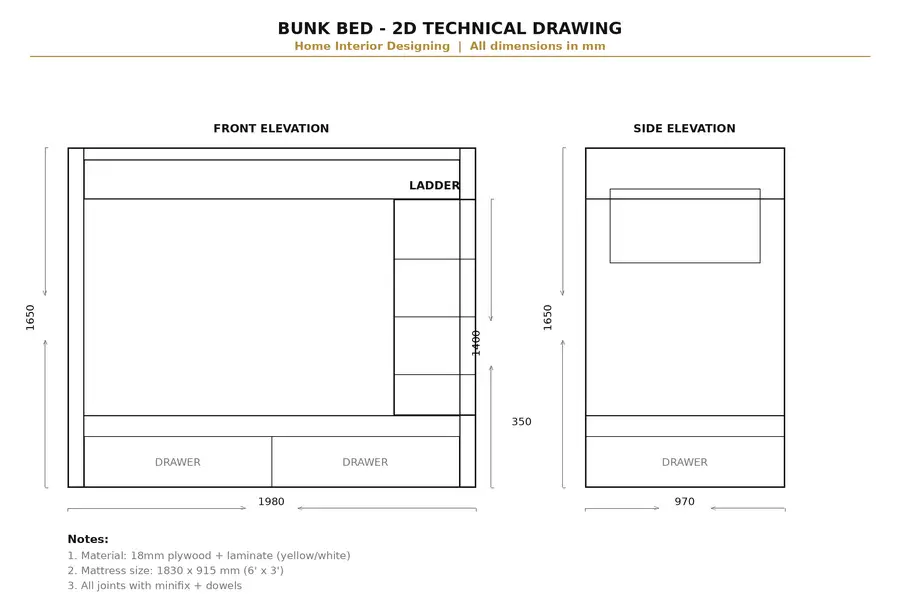 BUNK BED - 2D TECHNICAL DRAWING
Home Interior Designing | All dimensions in mm
FRONT ELEVATION
SIDE ELEVATION
LADDER
1650
1400
1650
350
DRAWER
DRAWER
DRAWER
1980
970
Notes:
1. Material: 18mm plywood + laminate (yellow/white)
2. Mattress size: 1830 x 915 mm (6' x 3')
3. All joints with minifix + dowels